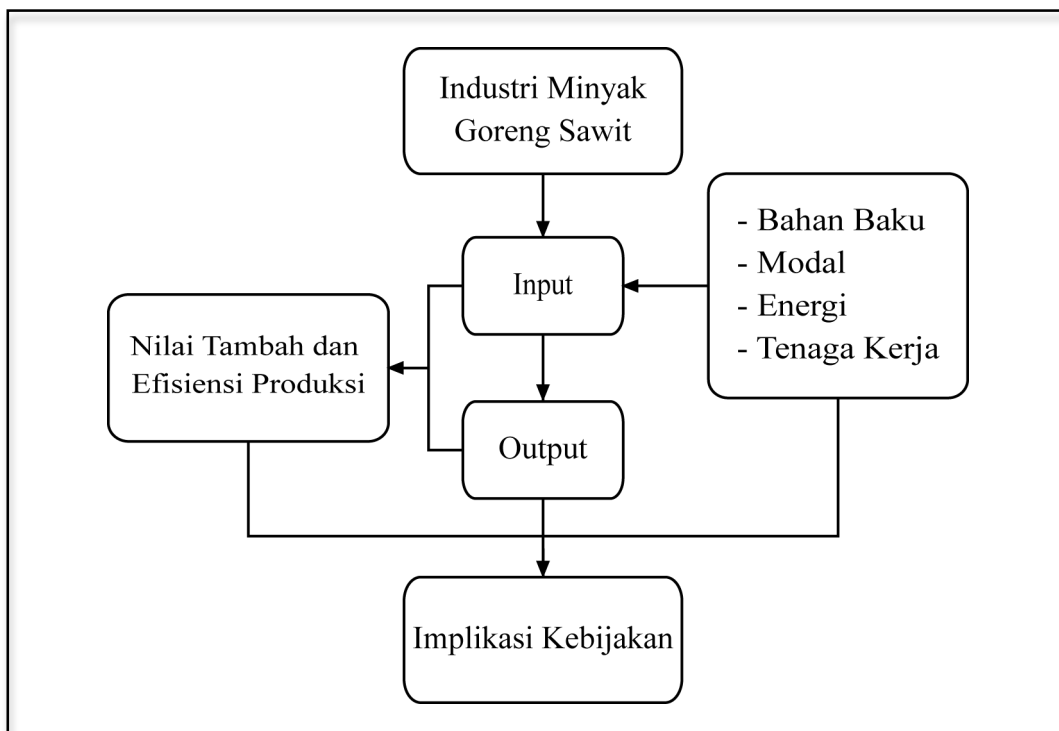 Industri Minyak
Goreng Sawit
Input
- Bahan Baku
- Modal
- Energi
- Tenaga Kerja
Nilai Tambah dan
Efisiensi Produksi
Output
Implikasi Kebijakan